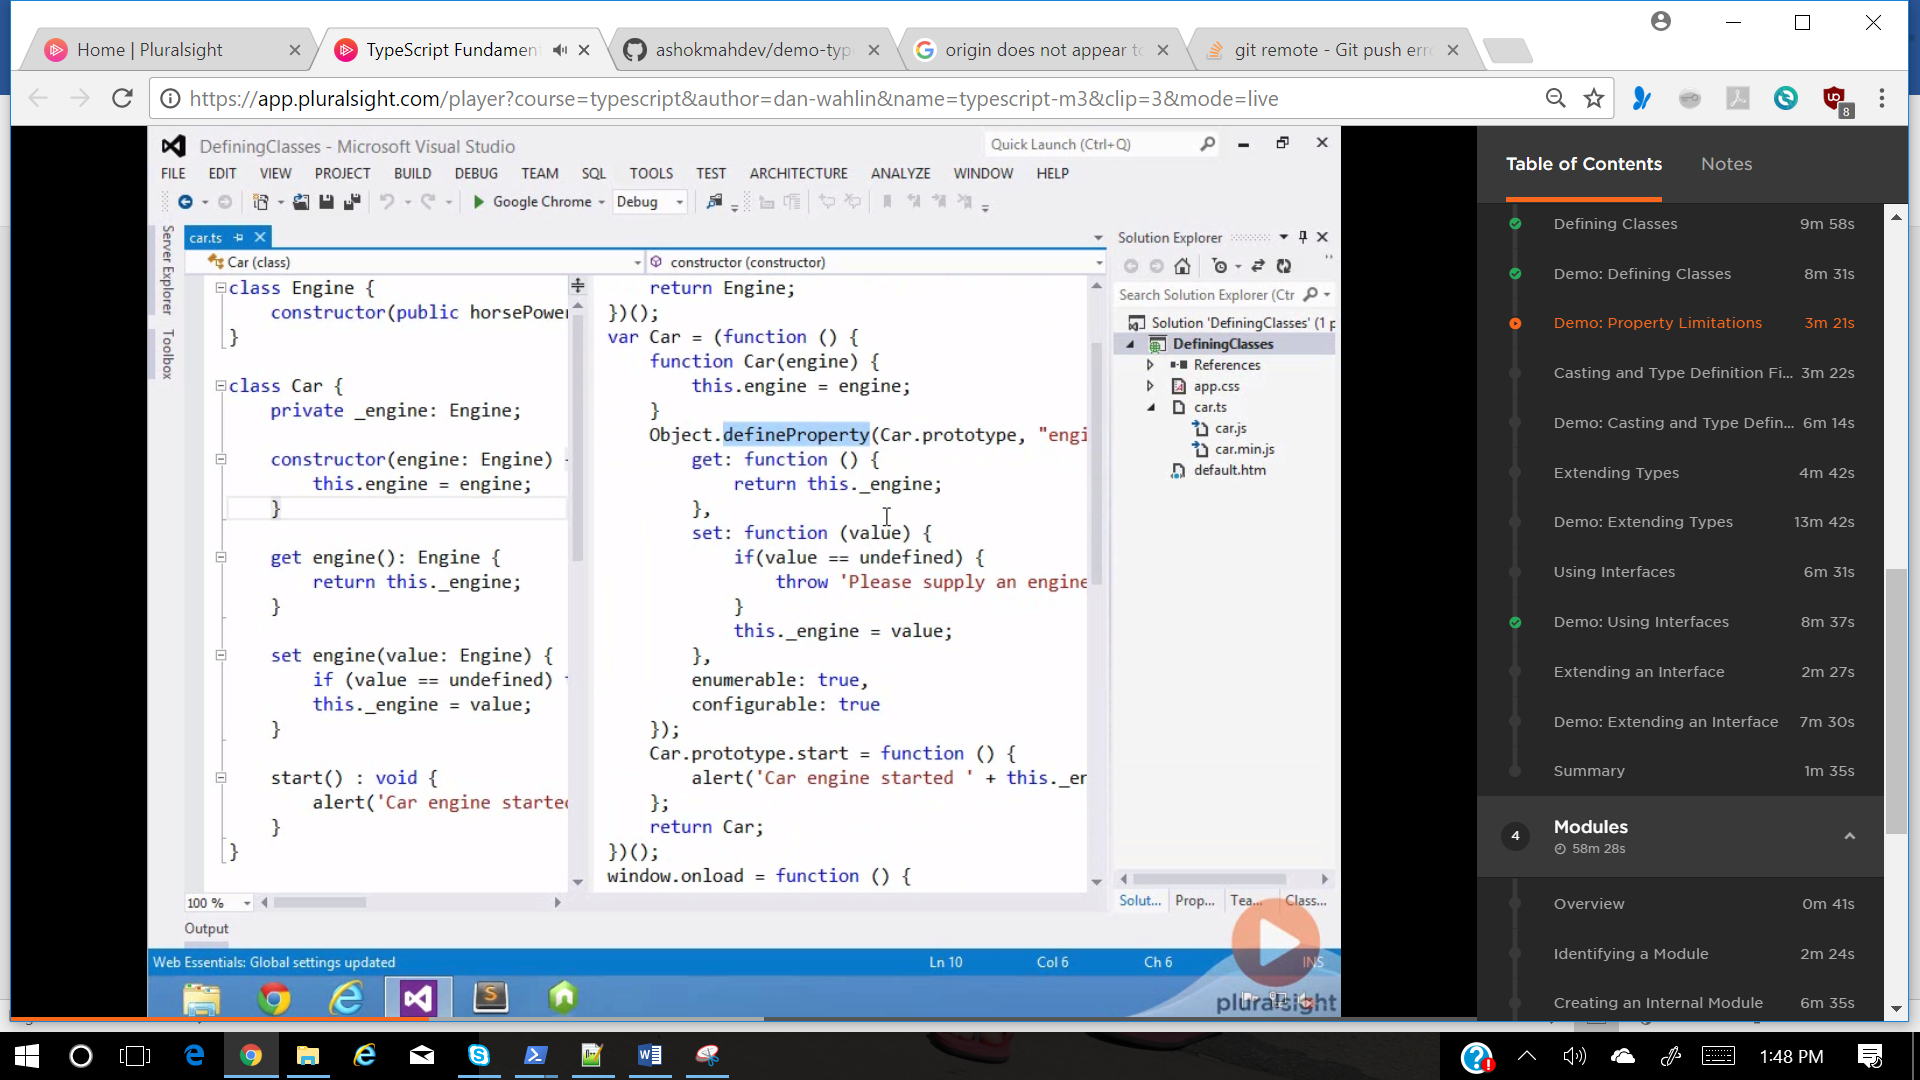 Home | Pluralsight
TypeScript Fundamen
ashokmahdev/demo-typ
origin does not appear to
git remote - Git push erro
https://app.pluralsight.com/player?course=typescript&author=dan-wahlin&name=typescript-m3&clip=3&mode=live
8
DefiningClasses - Microsoft Visual Studio
Quick Launch (Ctrl+Q)
FILE EDIT VIEW PROJECT BUILD DEBUG TEAM SQL TOOLS TEST ARCHITECTURE ANALYZE WINDOW HELP
Google Chrome
Debug
Server Explorer
Toolbox
car.ts
Car (class)
constructor (constructor)
class Engine {
constructor(public horsePower
}
class Car {
private _engine: Engine;
constructor(engine: Engine)
this.engine = engine;
}
get engine(): Engine {
return this._engine;
}
set engine(value: Engine) {
if (value == undefined)
this._engine = value;
}
start() : void {
alert('Car engine started
}
}
return Engine;
})();
var Car = (function () {
function Car(engine) {
this.engine = engine;
}
Object.defineProperty(Car.prototype, "engi
get: function () {
return this._engine;
},
set: function (value) {
if(value == undefined) {
throw 'Please supply an engine
}
this._engine = value;
},
enumerable: true,
configurable: true
});
Car.prototype.start = function () {
alert('Car engine started ' + this._en
};
return Car;
})();
window.onload = function () {
100 %
Output
Solution Explorer
Search Solution Explorer (Ctr
Solution 'DefiningClasses' (1 p
DefiningClasses
References
app.css
car.ts
car.js
car.min.js
default.htm
Solut... Prop... Tea... Class...
Web Essentials: Global settings updated
Ln 10 Col 6 Ch 6 INS
pluralsight
Table of Contents
Notes
Defining Classes 9m 58s
Demo: Defining Classes 8m 31s
Demo: Property Limitations 3m 21s
Casting and Type Definition Fi... 3m 22s
Demo: Casting and Type Defin... 6m 14s
Extending Types 4m 42s
Demo: Extending Types 13m 42s
Using Interfaces 6m 31s
Demo: Using Interfaces 8m 37s
Extending an Interface 2m 27s
Demo: Extending an Interface 7m 30s
Summary 1m 35s
4 Modules
58m 28s
Overview 0m 41s
Identifying a Module 2m 24s
Creating an Internal Module 6m 35s
1:48 PM